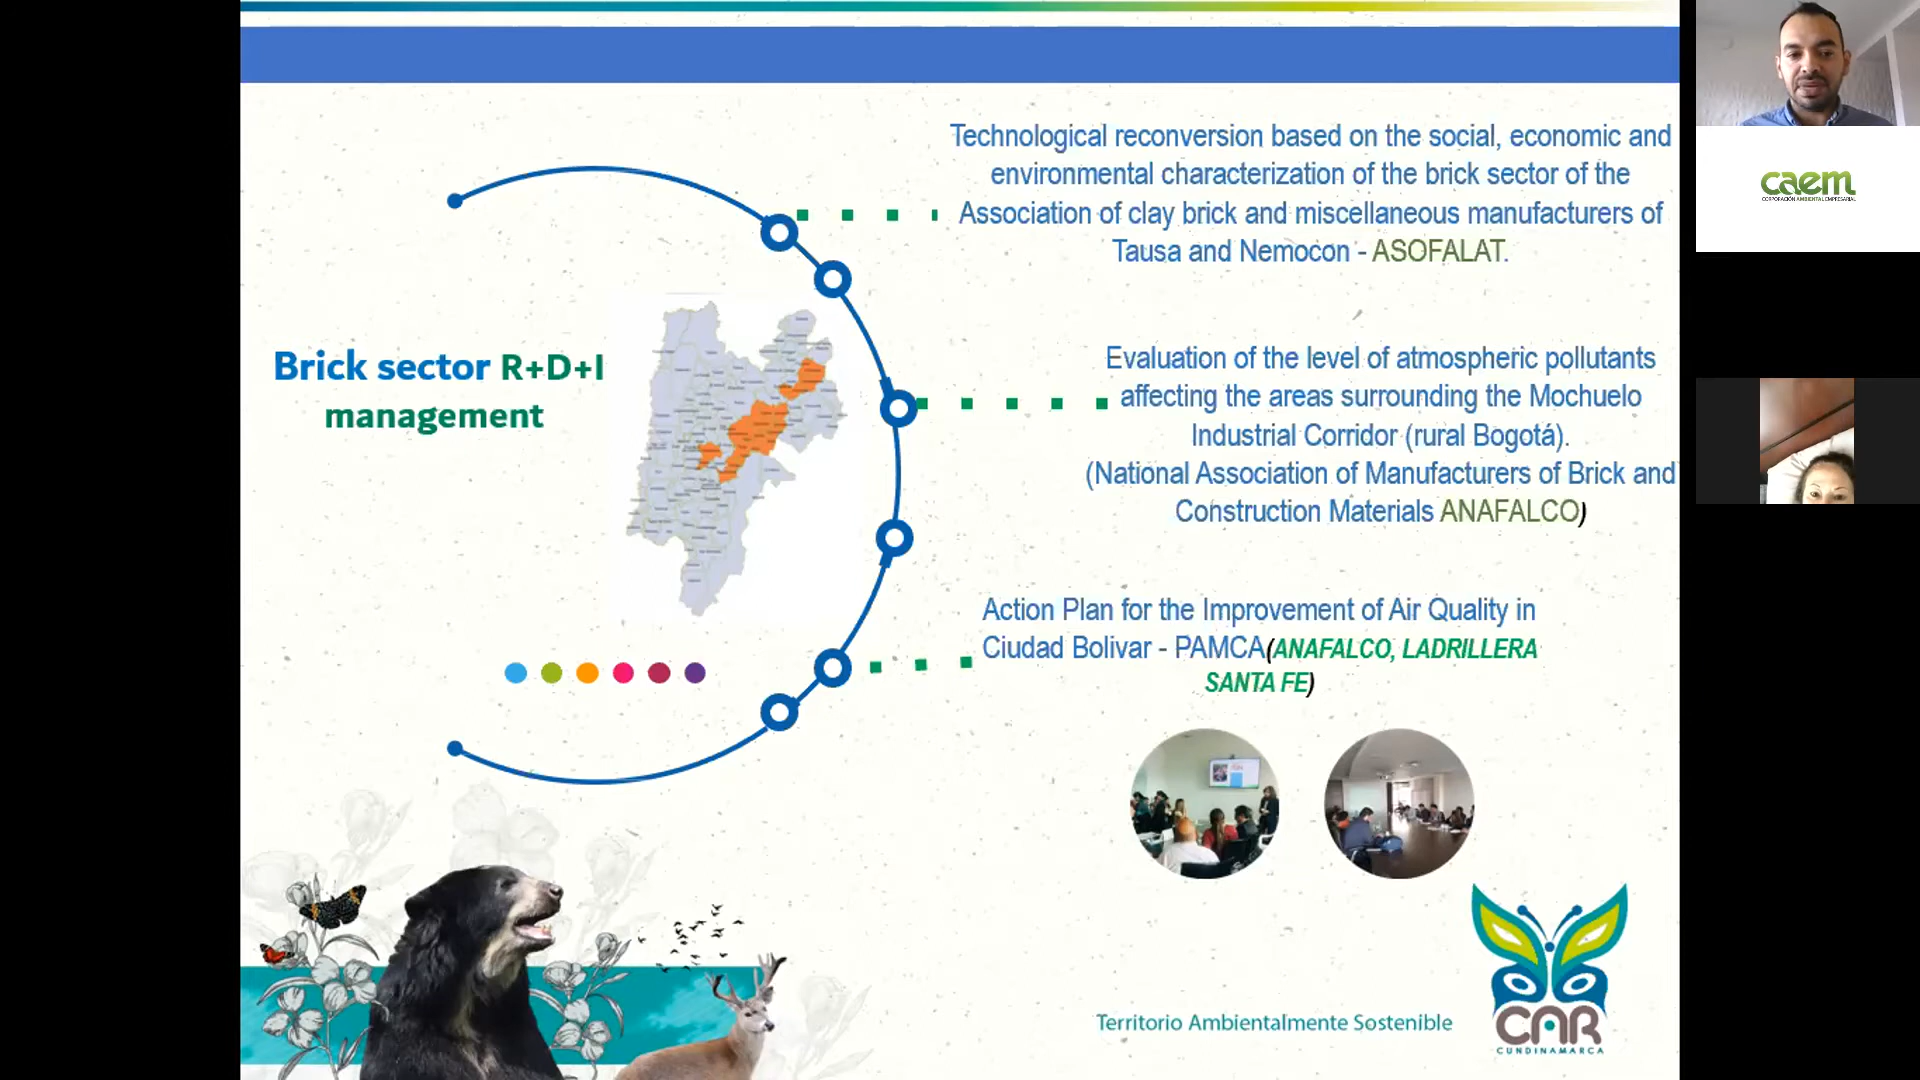 Technological reconversion based on the social, economic and
environmental characterization of the brick sector of the
Association of clay brick and miscellaneous manufacturers of
Tausa and Nemocon - ASOFALAT.
Brick sector R+D+I
management
Evaluation of the level of atmospheric pollutants
affecting the areas surrounding the Mochuelo
Industrial Corridor (rural Bogotá).
(National Association of Manufacturers of Brick and
Construction Materials ANAFALCO)
Action Plan for the Improvement of Air Quality in
Ciudad Bolivar - PAMCA(ANAFALCO, LADRILLERA
SANTA FE)
Territorio Ambientalmente Sostenible
CAR
CUNDINAMARCA
caem
CORPORACIÓN AMBIENTAL EMPRESARIAL